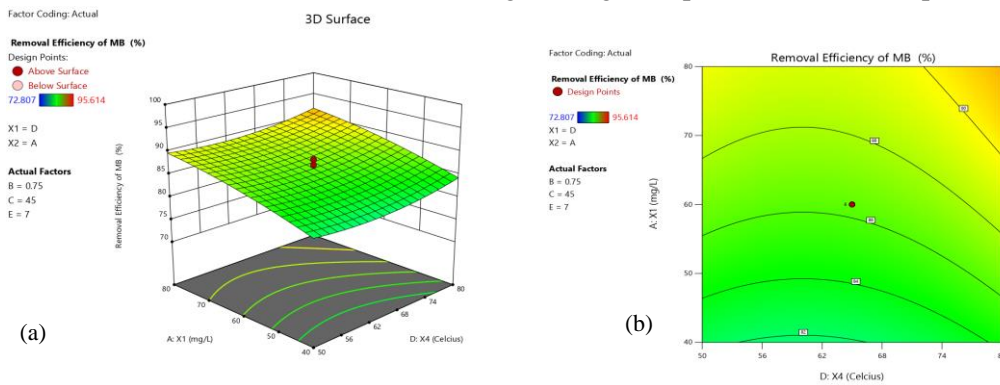 Factor Coding: Actual
3D Surface
Removal Efficiency of MB (%)
Design Points:
Above Surface
Below Surface
72.807 95.614
X1 = D
X2 = A
Actual Factors
B = 0.75
C = 45
E = 7
Removal Efficiency of MB (%)
100
95
90
85
80
75
70
80
70
60
50
40
50
56
62
68
74
80
A: X1 (mg/L)
D: X4 (Celcius)
(a)
Factor Coding: Actual
Removal Efficiency of MB (%)
Design Points
72.807 95.614
X1 = D
X2 = A
Actual Factors
B = 0.75
C = 45
E = 7
Removal Efficiency of MB (%)
80
70
60
50
40
A: X1 (mg/L)
50
56
62
68
74
D: X4 (Celcius)
(b)